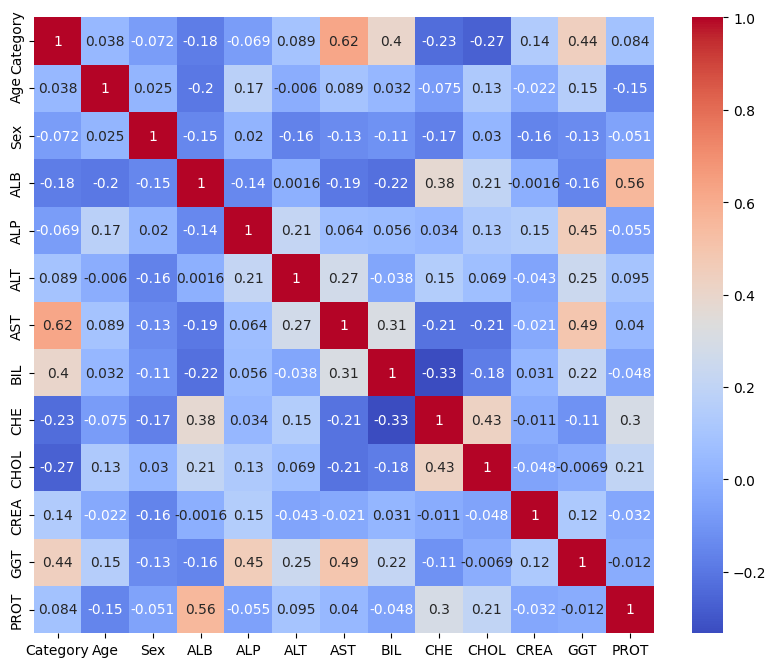 Category 1 0.038 -0.072 -0.18 -0.069 0.089 0.62 0.4 -0.23 -0.27 0.14 0.44 0.084
Age 0.038 1 0.025 -0.2 0.17 -0.006 0.089 0.032 -0.075 0.13 -0.022 0.15 -0.15
Sex -0.072 0.025 1 -0.15 0.02 -0.16 -0.13 -0.11 -0.17 0.03 -0.16 -0.13 -0.051
ALB -0.18 -0.2 -0.15 1 -0.14 0.0016 -0.19 -0.22 0.38 0.21 -0.0016 -0.16 0.56
ALP -0.069 0.17 0.02 -0.14 1 0.21 0.064 0.056 0.034 0.13 0.15 0.45 -0.055
ALT 0.089 -0.006 -0.16 0.0016 0.21 1 0.27 -0.038 0.15 0.069 -0.043 0.25 0.095
AST 0.62 0.089 -0.13 -0.19 0.064 0.27 1 0.31 -0.21 -0.21 -0.021 0.49 0.04
BIL 0.4 0.032 -0.11 -0.22 0.056 -0.038 0.31 1 -0.33 -0.18 0.031 0.22 -0.048
CHE -0.23 -0.075 -0.17 0.38 0.034 0.15 -0.21 -0.33 1 0.43 -0.011 -0.11 0.3
CHOL -0.27 0.13 0.03 0.21 0.13 0.069 -0.21 -0.18 0.43 1 -0.048 -0.0069 0.21
CREA 0.14 -0.022 -0.16 -0.0016 0.15 -0.043 -0.021 0.031 -0.011 -0.048 1 0.12 -0.032
GGT 0.44 0.15 -0.13 -0.16 0.45 0.25 0.49 0.22 -0.11 -0.0069 0.12 1 -0.012
PROT 0.084 -0.15 -0.051 0.56 -0.055 0.095 0.04 -0.048 0.3 0.21 -0.032 -0.012 1
Category Age Sex ALB ALP ALT AST BIL CHE CHOL CREA GGT PROT
1.0
0.8
0.6
0.4
0.2
0.0
−0.2